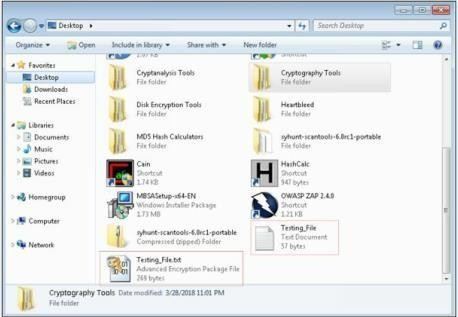 Desktop
Search Desktop
Organize
Open
Include in library
Share with
New folder
Favorites
Desktop
Downloads
Recent Places
Libraries
Documents
Music
Pictures
Videos
Homegroup
Computer
Network
Cryptanalysis Tools
File folder
Cryptography Tools
File folder
Disk Encryption Tools
File folder
Heartbleed
File folder
MD5 Hash Calculators
File folder
syhunt-scantools-6.0rc1-portable
File folder
Cain
Shortcut
1.74 KB
HashCalc
Shortcut
947 bytes
MBSASetup-x64-EN
Windows Installer Package
1.73 MB
OWASP ZAP 2.4.0
Shortcut
1.21 KB
syhunt-scantools-6.0rc1-portable
Compressed (zipped) Folder
Testing_File
Text Document
57 bytes
Testing_File.txt
Advanced Encryption Package File
269 bytes
Cryptography Tools Date modified: 3/28/2018 11:01 PM
File folder